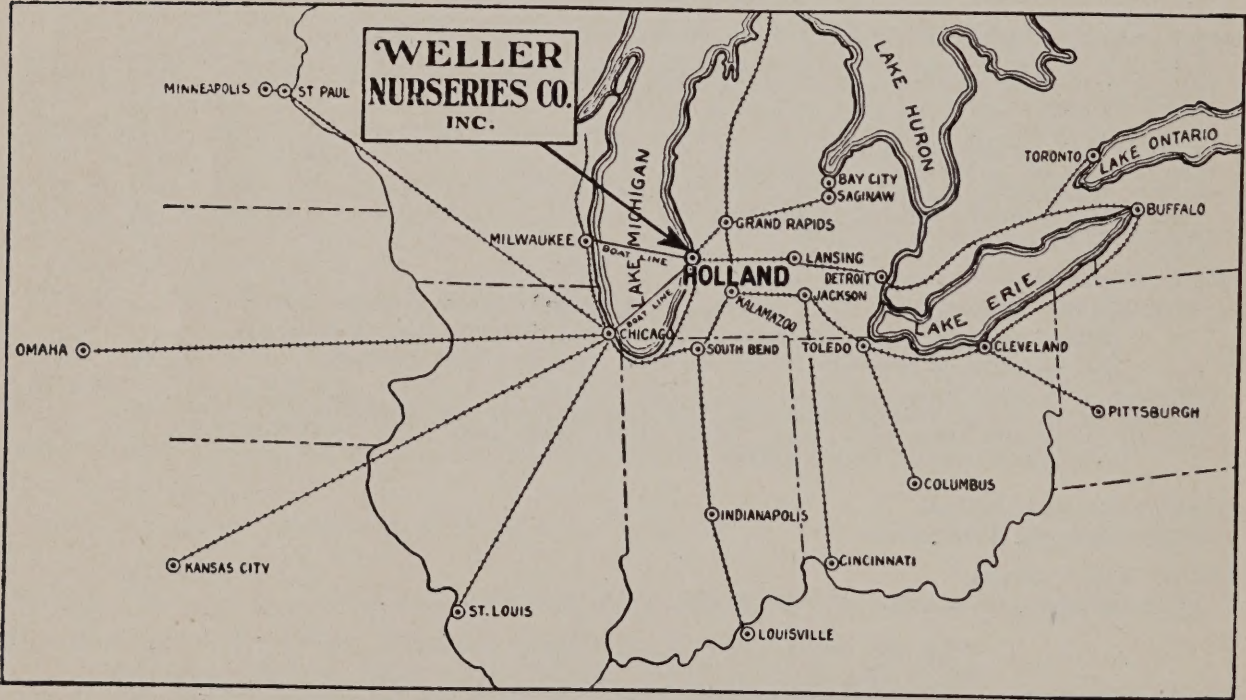 WELLER
NURSERIES CO.
INC.
MINNEAPOLIS
ST PAUL
LAKE HURON
TORONTO
LAKE ONTARIO
BAY CITY
SAGINAW
LAKE MICHIGAN
BUFFALO
GRAND RAPIDS
MILWAUKEE
BOAT LINE
LANSING
HOLLAND
DETROIT
BOAT LINE
KALAMAZOO
JACKSON
LAKE ERIE
CHICAGO
OMAHA
SOUTH BEND
TOLEDO
CLEVELAND
PITTSBURGH
COLUMBUS
INDIANAPOLIS
KANSAS CITY
CINCINNATI
ST. LOUIS
LOUISVILLE